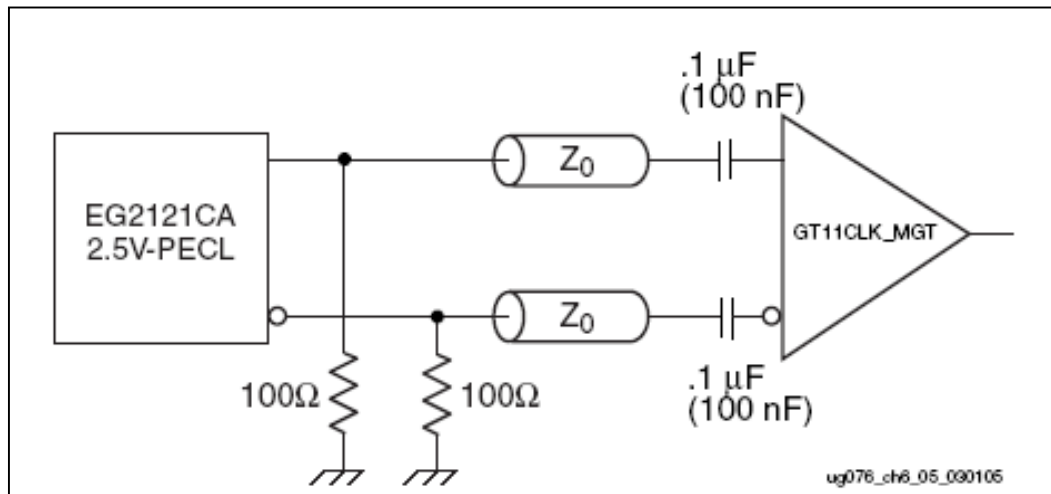 .1 μF
(100 nF)
Z0
EG2121CA
2.5V-PECL
GT11CLK_MGT
Z0
100Ω
100Ω
.1 μF
(100 nF)
ug076_ch6_05_030105